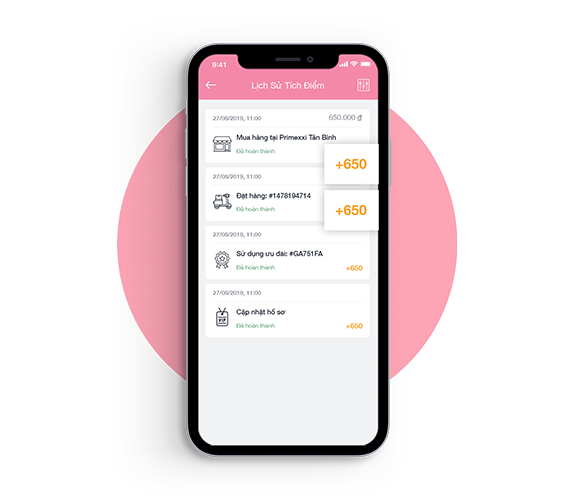 9:41
Lịch Sử Tích Điểm
27/08/2019, 11:00
650.000 ₫
Mua hàng tại Primexxi Tân Bình
Đã hoàn thành
+650
27/08/2019, 11:00
Đặt hàng: #1478194714
Đã hoàn thành
+650
27/08/2019, 11:00
Sử dụng ưu đãi: #GA751FA
Đã hoàn thành
+650
27/08/2019, 11:00
Cập nhật hồ sơ
Đã hoàn thành
+650